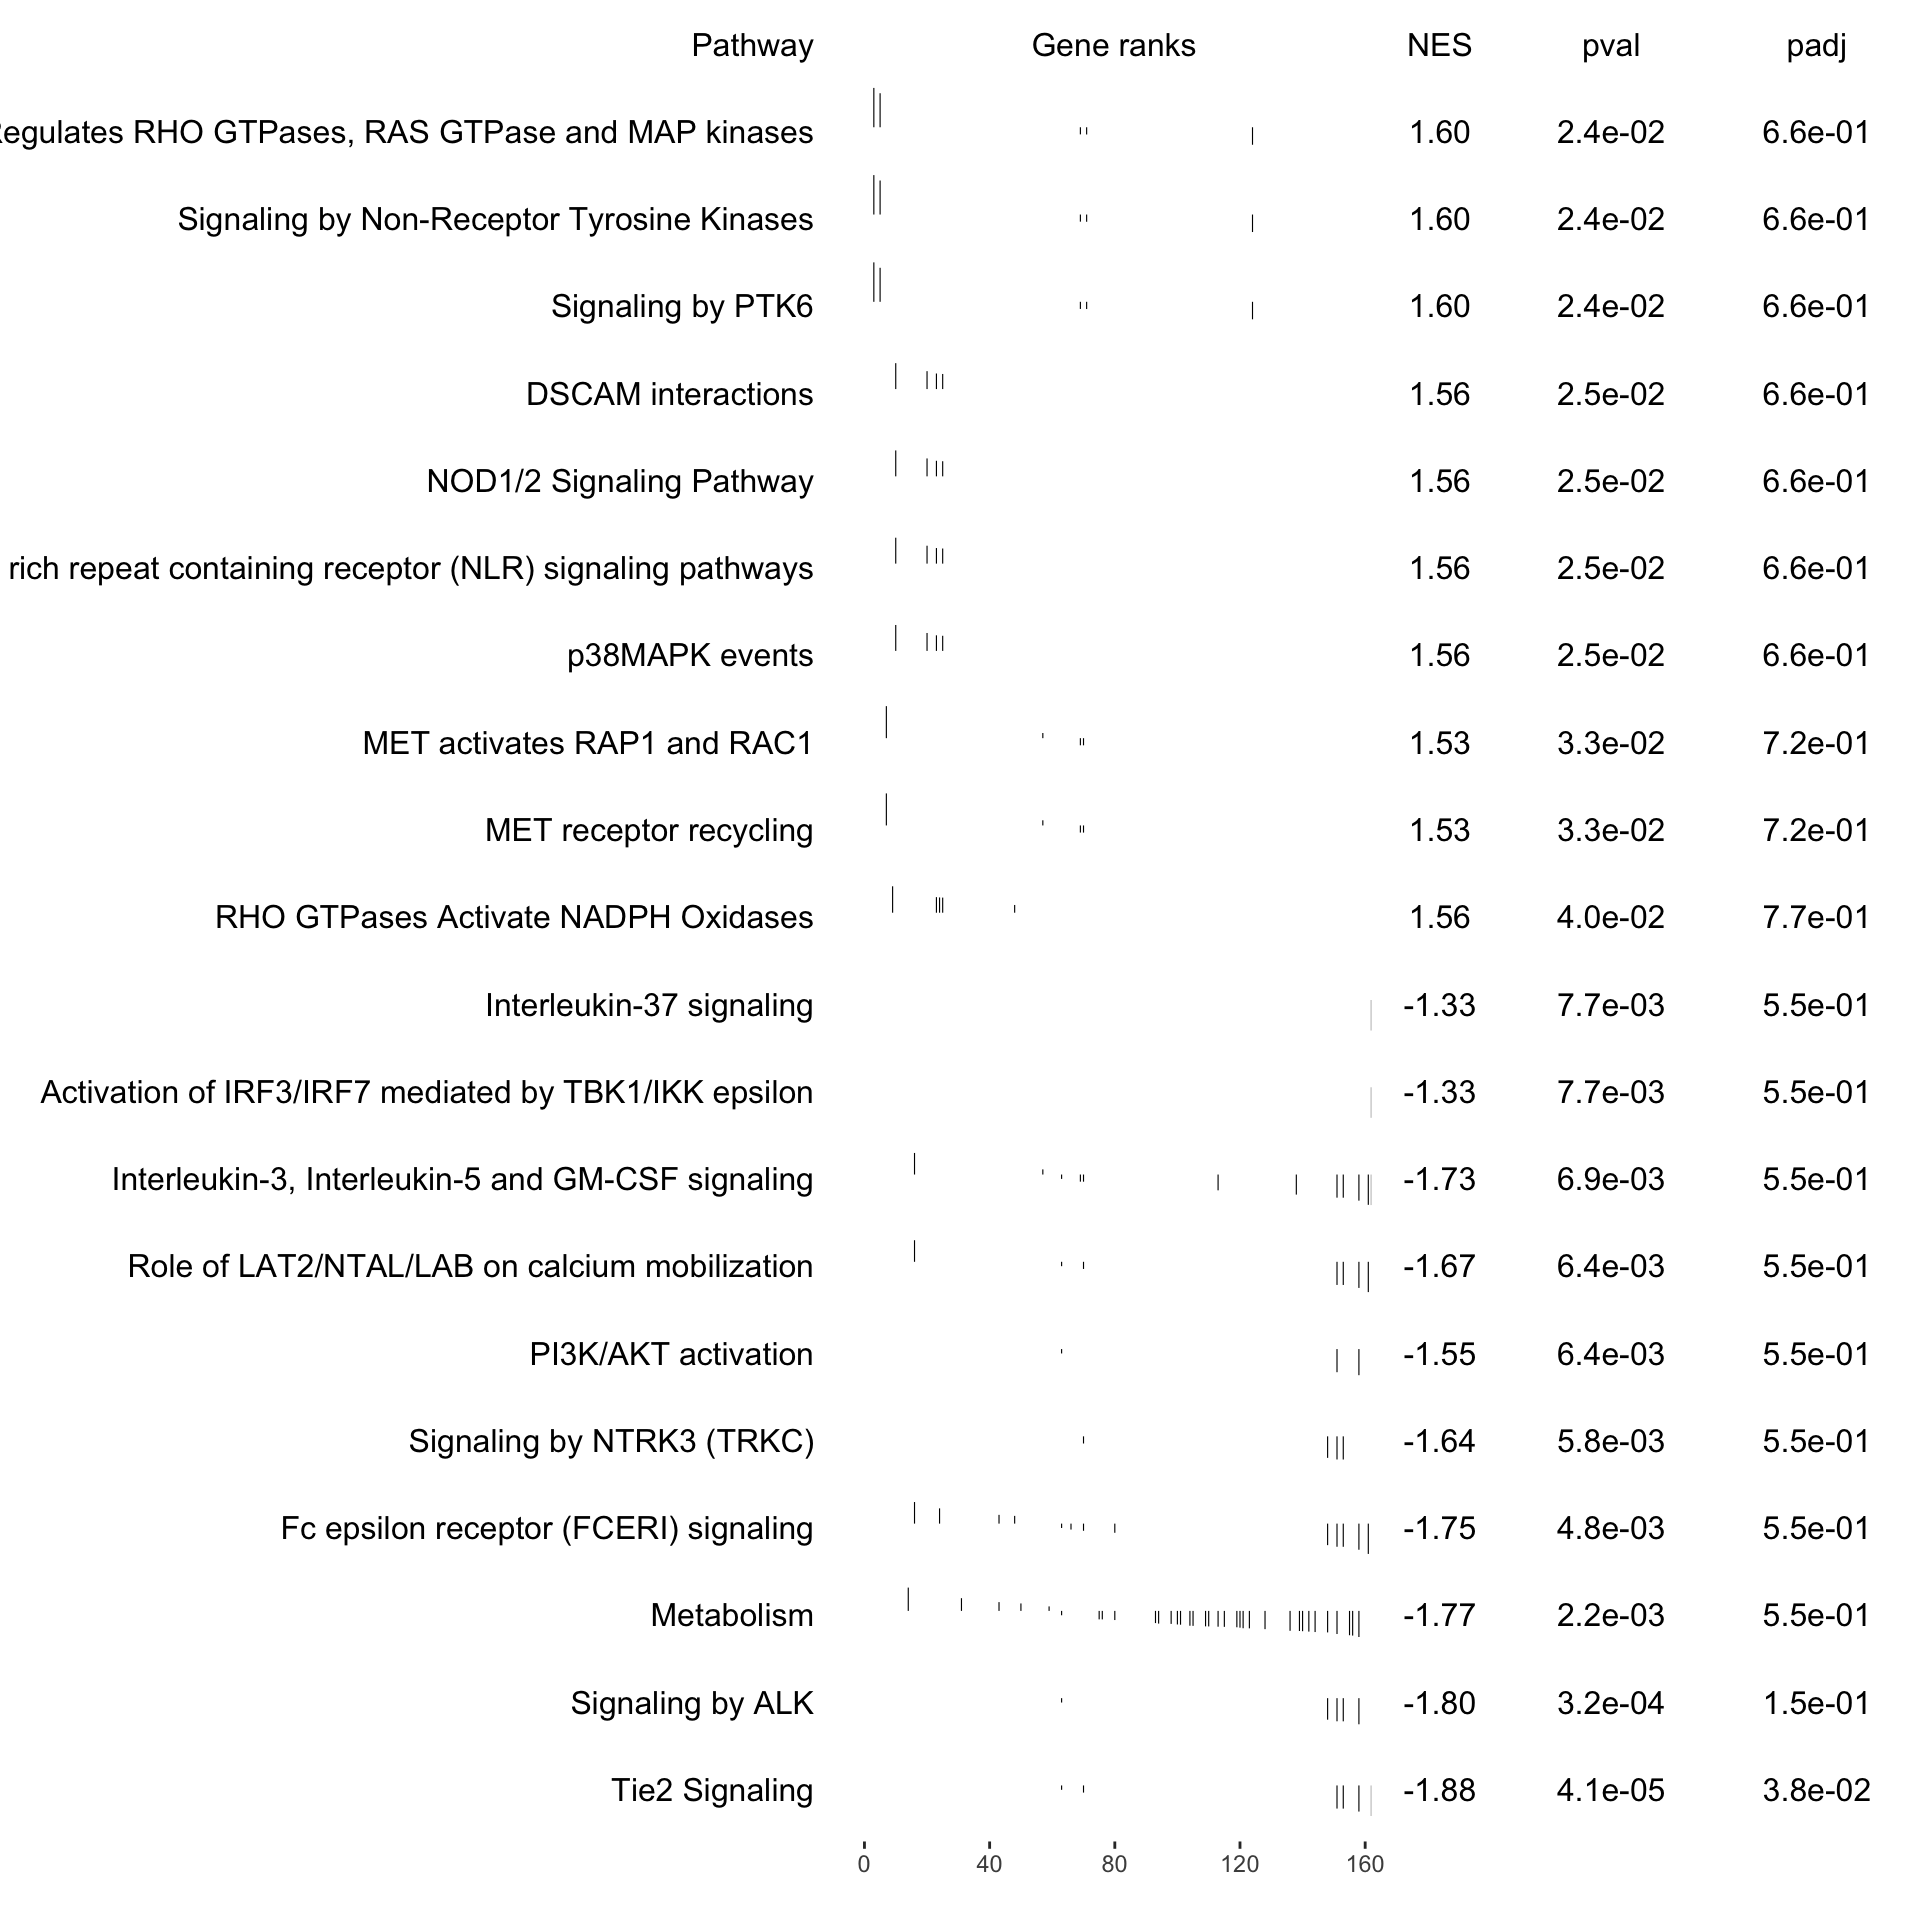 Pathway Gene ranks NES pval padj
Regulates RHO GTPases, RAS GTPase and MAP kinases 1.60 2.4e-02 6.6e-01
Signaling by Non-Receptor Tyrosine Kinases 1.60 2.4e-02 6.6e-01
Signaling by PTK6 1.60 2.4e-02 6.6e-01
DSCAM interactions 1.56 2.5e-02 6.6e-01
NOD1/2 Signaling Pathway 1.56 2.5e-02 6.6e-01
rich repeat containing receptor (NLR) signaling pathways 1.56 2.5e-02 6.6e-01
p38MAPK events 1.56 2.5e-02 6.6e-01
MET activates RAP1 and RAC1 1.53 3.3e-02 7.2e-01
MET receptor recycling 1.53 3.3e-02 7.2e-01
RHO GTPases Activate NADPH Oxidases 1.56 4.0e-02 7.7e-01
Interleukin-37 signaling -1.33 7.7e-03 5.5e-01
Activation of IRF3/IRF7 mediated by TBK1/IKK epsilon -1.33 7.7e-03 5.5e-01
Interleukin-3, Interleukin-5 and GM-CSF signaling -1.73 6.9e-03 5.5e-01
Role of LAT2/NTAL/LAB on calcium mobilization -1.67 6.4e-03 5.5e-01
PI3K/AKT activation -1.55 6.4e-03 5.5e-01
Signaling by NTRK3 (TRKC) -1.64 5.8e-03 5.5e-01
Fc epsilon receptor (FCERI) signaling -1.75 4.8e-03 5.5e-01
Metabolism -1.77 2.2e-03 5.5e-01
Signaling by ALK -1.80 3.2e-04 1.5e-01
Tie2 Signaling -1.88 4.1e-05 3.8e-02
0 40 80 120 160